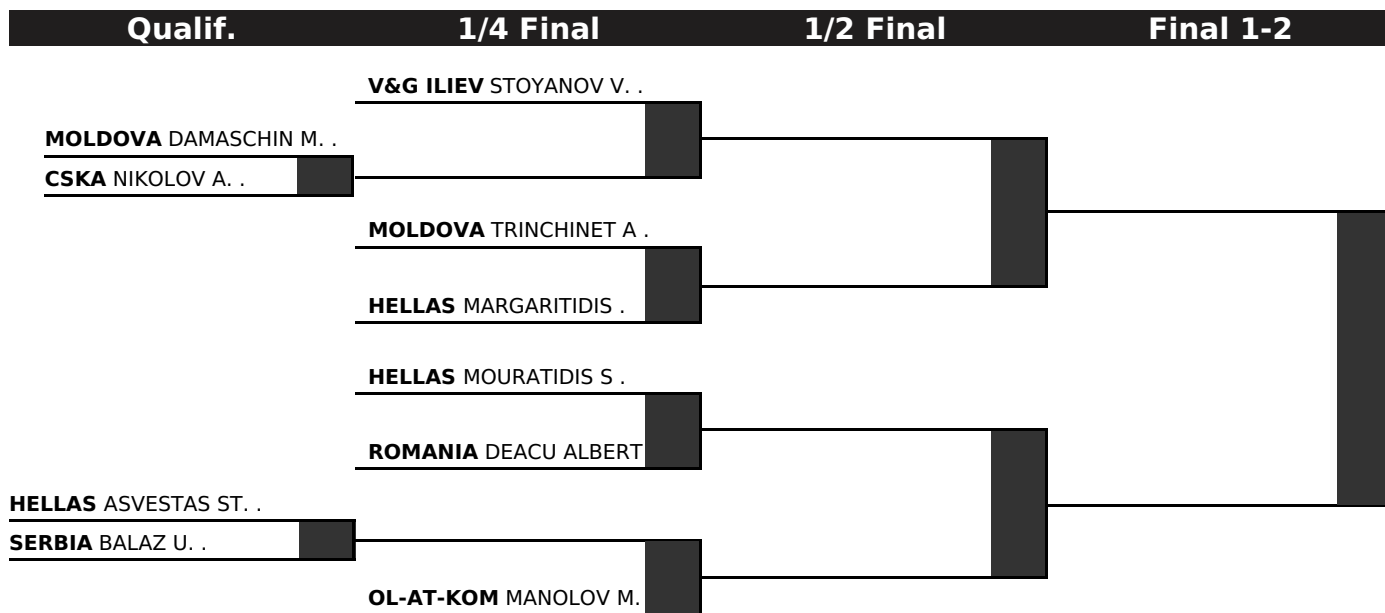 Qualif. 1/4 Final 1/2 Final Final 1-2
V&G ILIEV STOYANOV V. .
MOLDOVA DAMASCHIN M. .
CSKA NIKOLOV A. .
MOLDOVA TRINCHINET A .
HELLAS MARGARITIDIS .
HELLAS MOURATIDIS S .
ROMANIA DEACU ALBERT
HELLAS ASVESTAS ST. .
SERBIA BALAZ U. .
OL-AT-KOM MANOLOV M.